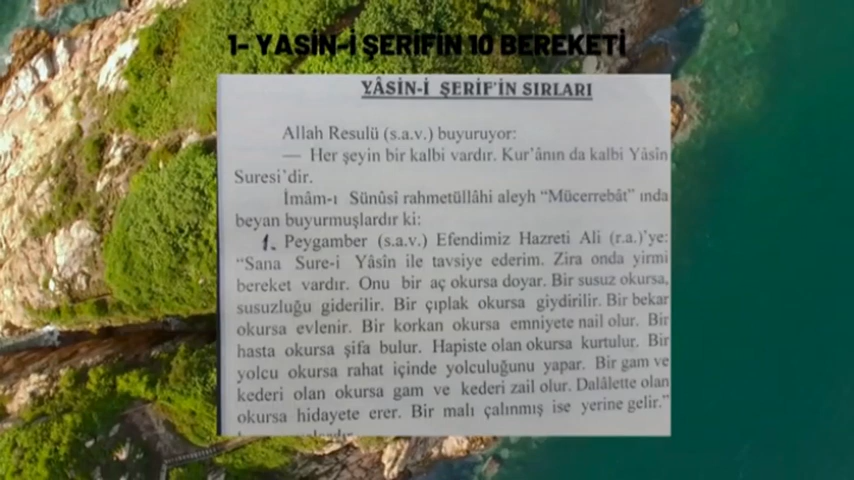 1- YASİN-İ ŞERİFİN 10 BEREKETİ
YÂSİN-İ ŞERİF'İN SIRLARI
Allah Resulü (s.a.v.) buyuruyor:
— Her şeyin bir kalbi vardır. Kur'ânın da kalbi Yâsîn
Suresi'dir.
İmâm-ı Sünûsî rahmetüllâhi aleyh “Mücerrebât” ında
beyan buyurmuşlardır ki:
1. Peygamber (s.a.v.) Efendimiz Hazreti Ali (r.a.)'ye:
“Sana Sure-i Yâsîn ile tavsiye ederim. Zira onda yirmi
bereket vardır. Onu bir aç okursa doyar. Bir susuz okursa,
susuzluğu giderilir. Bir çıplak okursa giydirilir. Bir bekar
okursa evlenir. Bir korkan okursa emniyete nail olur. Bir
hasta okursa şifa bulur. Hapiste olan okursa kurtulur. Bir
yolcu okursa rahat içinde yolculuğunu yapar. Bir gam ve
kederi olan okursa gam ve kederi zail olur. Dalâlette olan
okursa hidayete erer. Bir malı çalınmış ise yerine gelir.”